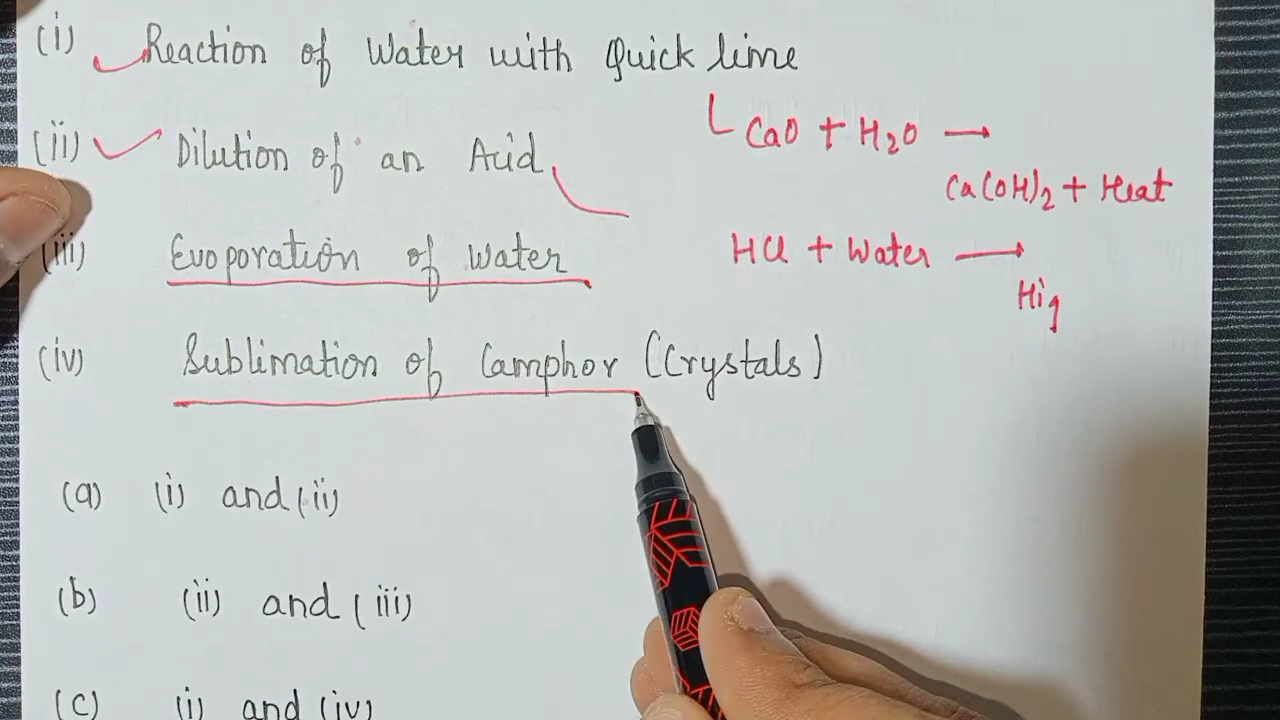 (i) Reaction of Water with Quick lime
CaO + H2O →
Ca(OH)2 + Heat
(ii) Dilution of an Acid
(iii) Evoporation of Water
HCl + Water →
Hig
(iv) Sublimation of Camphor (Crystals)
(a) (i) and (ii)
(b) (ii) and (iii)
(c) (i) and (iv)